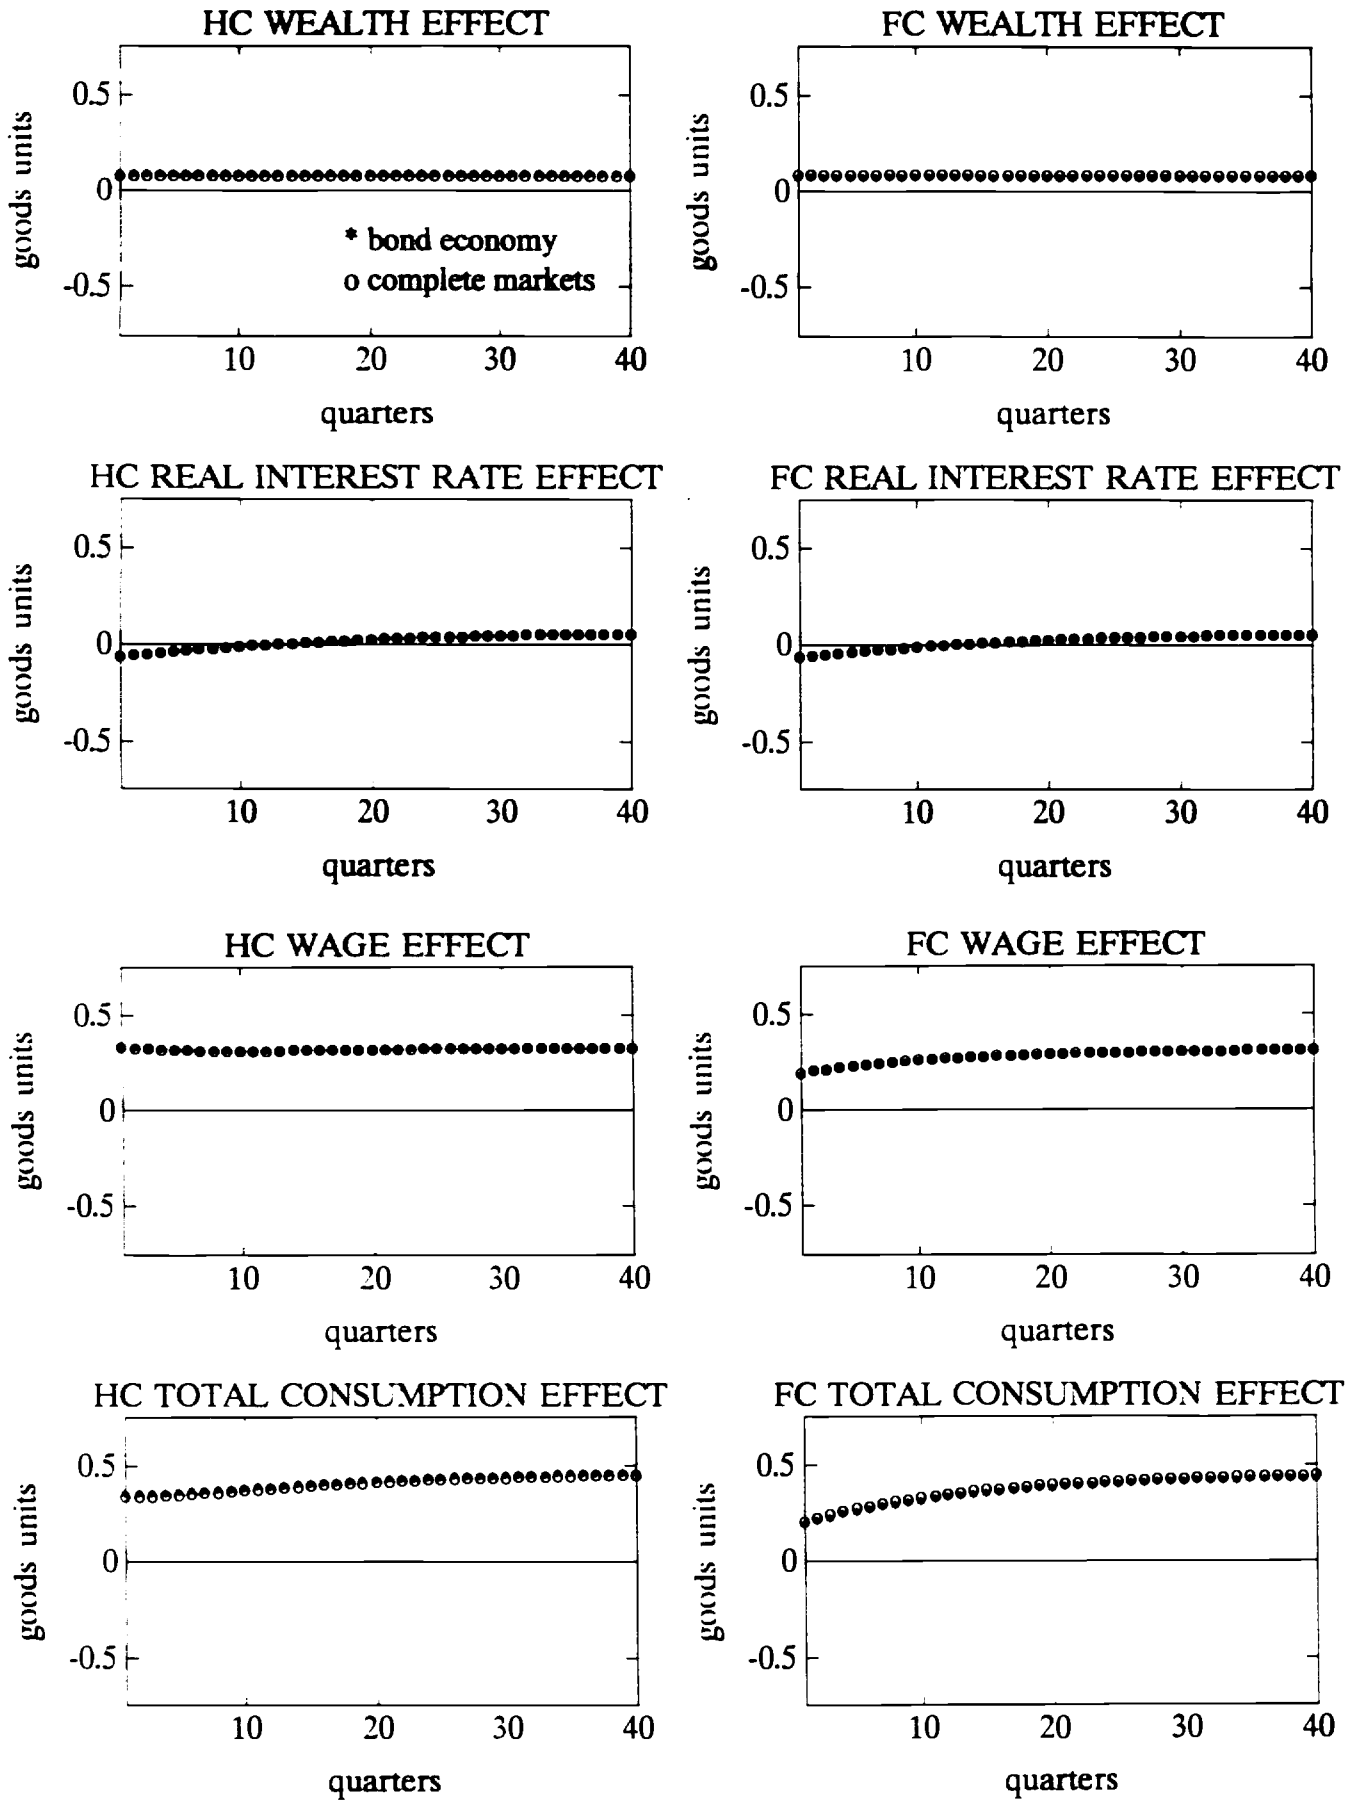 HC WEALTH EFFECT
0.5
0
-0.5
goods units
* bond economy
o complete markets
10 20 30 40
quarters
FC WEALTH EFFECT
0.5
0
-0.5
goods units
10 20 30 40
quarters
HC REAL INTEREST RATE EFFECT
0.5
0
-0.5
goods units
10 20 30 40
quarters
FC REAL INTEREST RATE EFFECT
0.5
0
-0.5
goods units
10 20 30 40
quarters
HC WAGE EFFECT
0.5
0
-0.5
goods units
10 20 30 40
quarters
FC WAGE EFFECT
0.5
0
-0.5
goods units
10 20 30 40
quarters
HC TOTAL CONSUMPTION EFFECT
0.5
0
-0.5
goods units
10 20 30 40
quarters
FC TOTAL CONSUMPTION EFFECT
0.5
0
-0.5
goods units
10 20 30 40
quarters